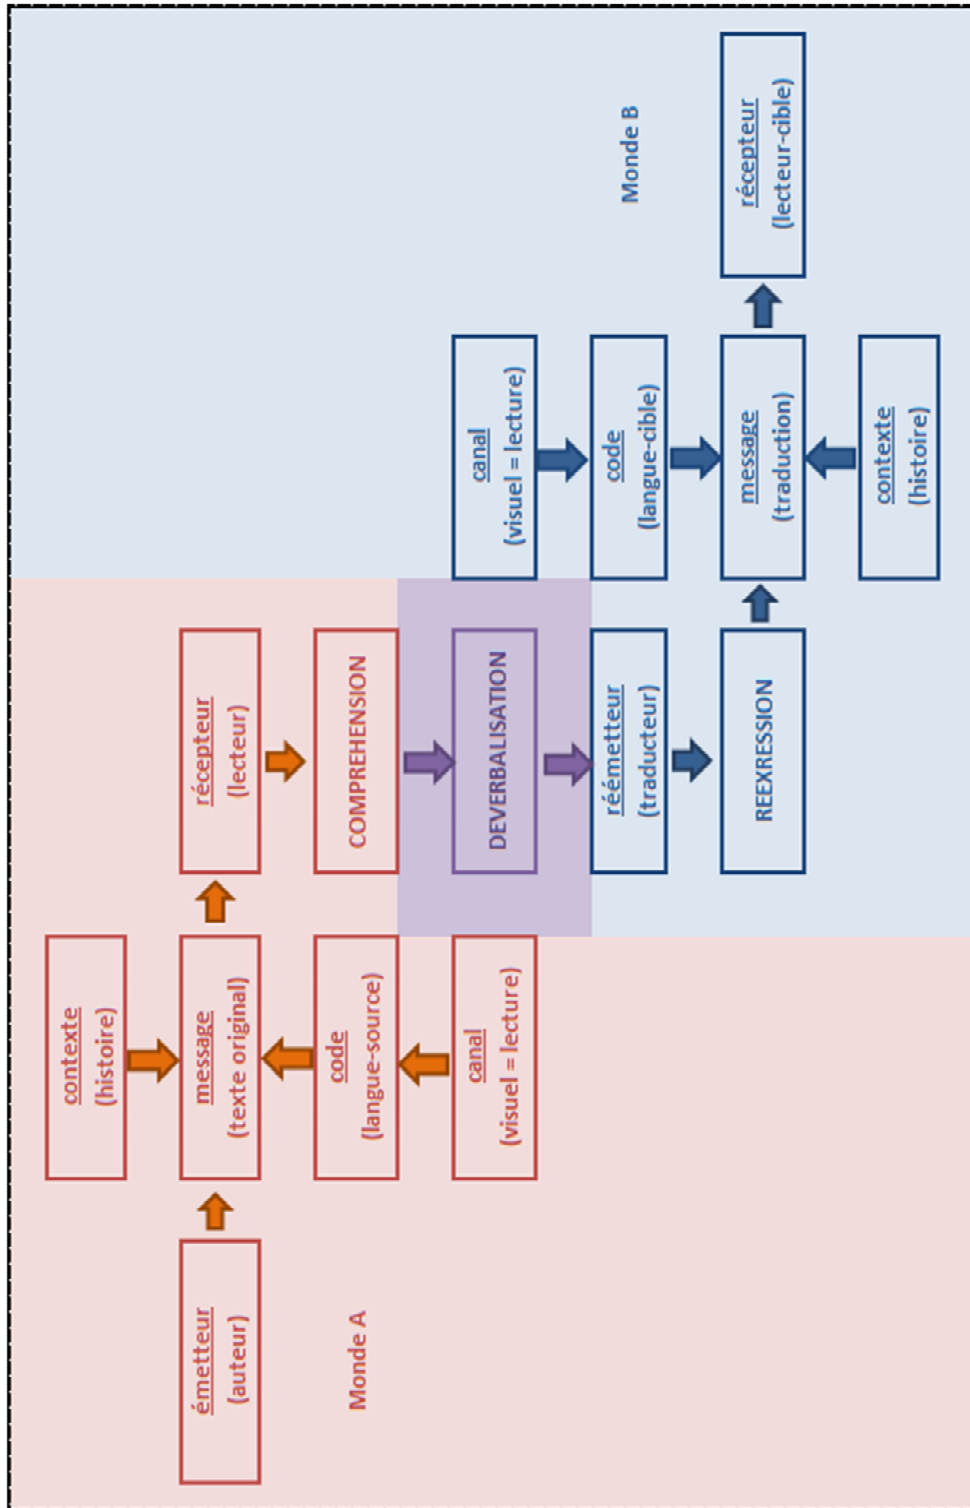 émetteur
(auteur)
Monde A
contexte
(histoire)
message
(texte original)
code
(langue-source)
canal
(visuel = lecture)
récepteur
(lecteur)
COMPREHENSION
DEVERBALISATION
réémetteur
(traducteur)
REEXRESSION
canal
(visuel = lecture)
code
(langue-cible)
message
(traduction)
contexte
(histoire)
Monde B
récepteur
(lecteur-cible)